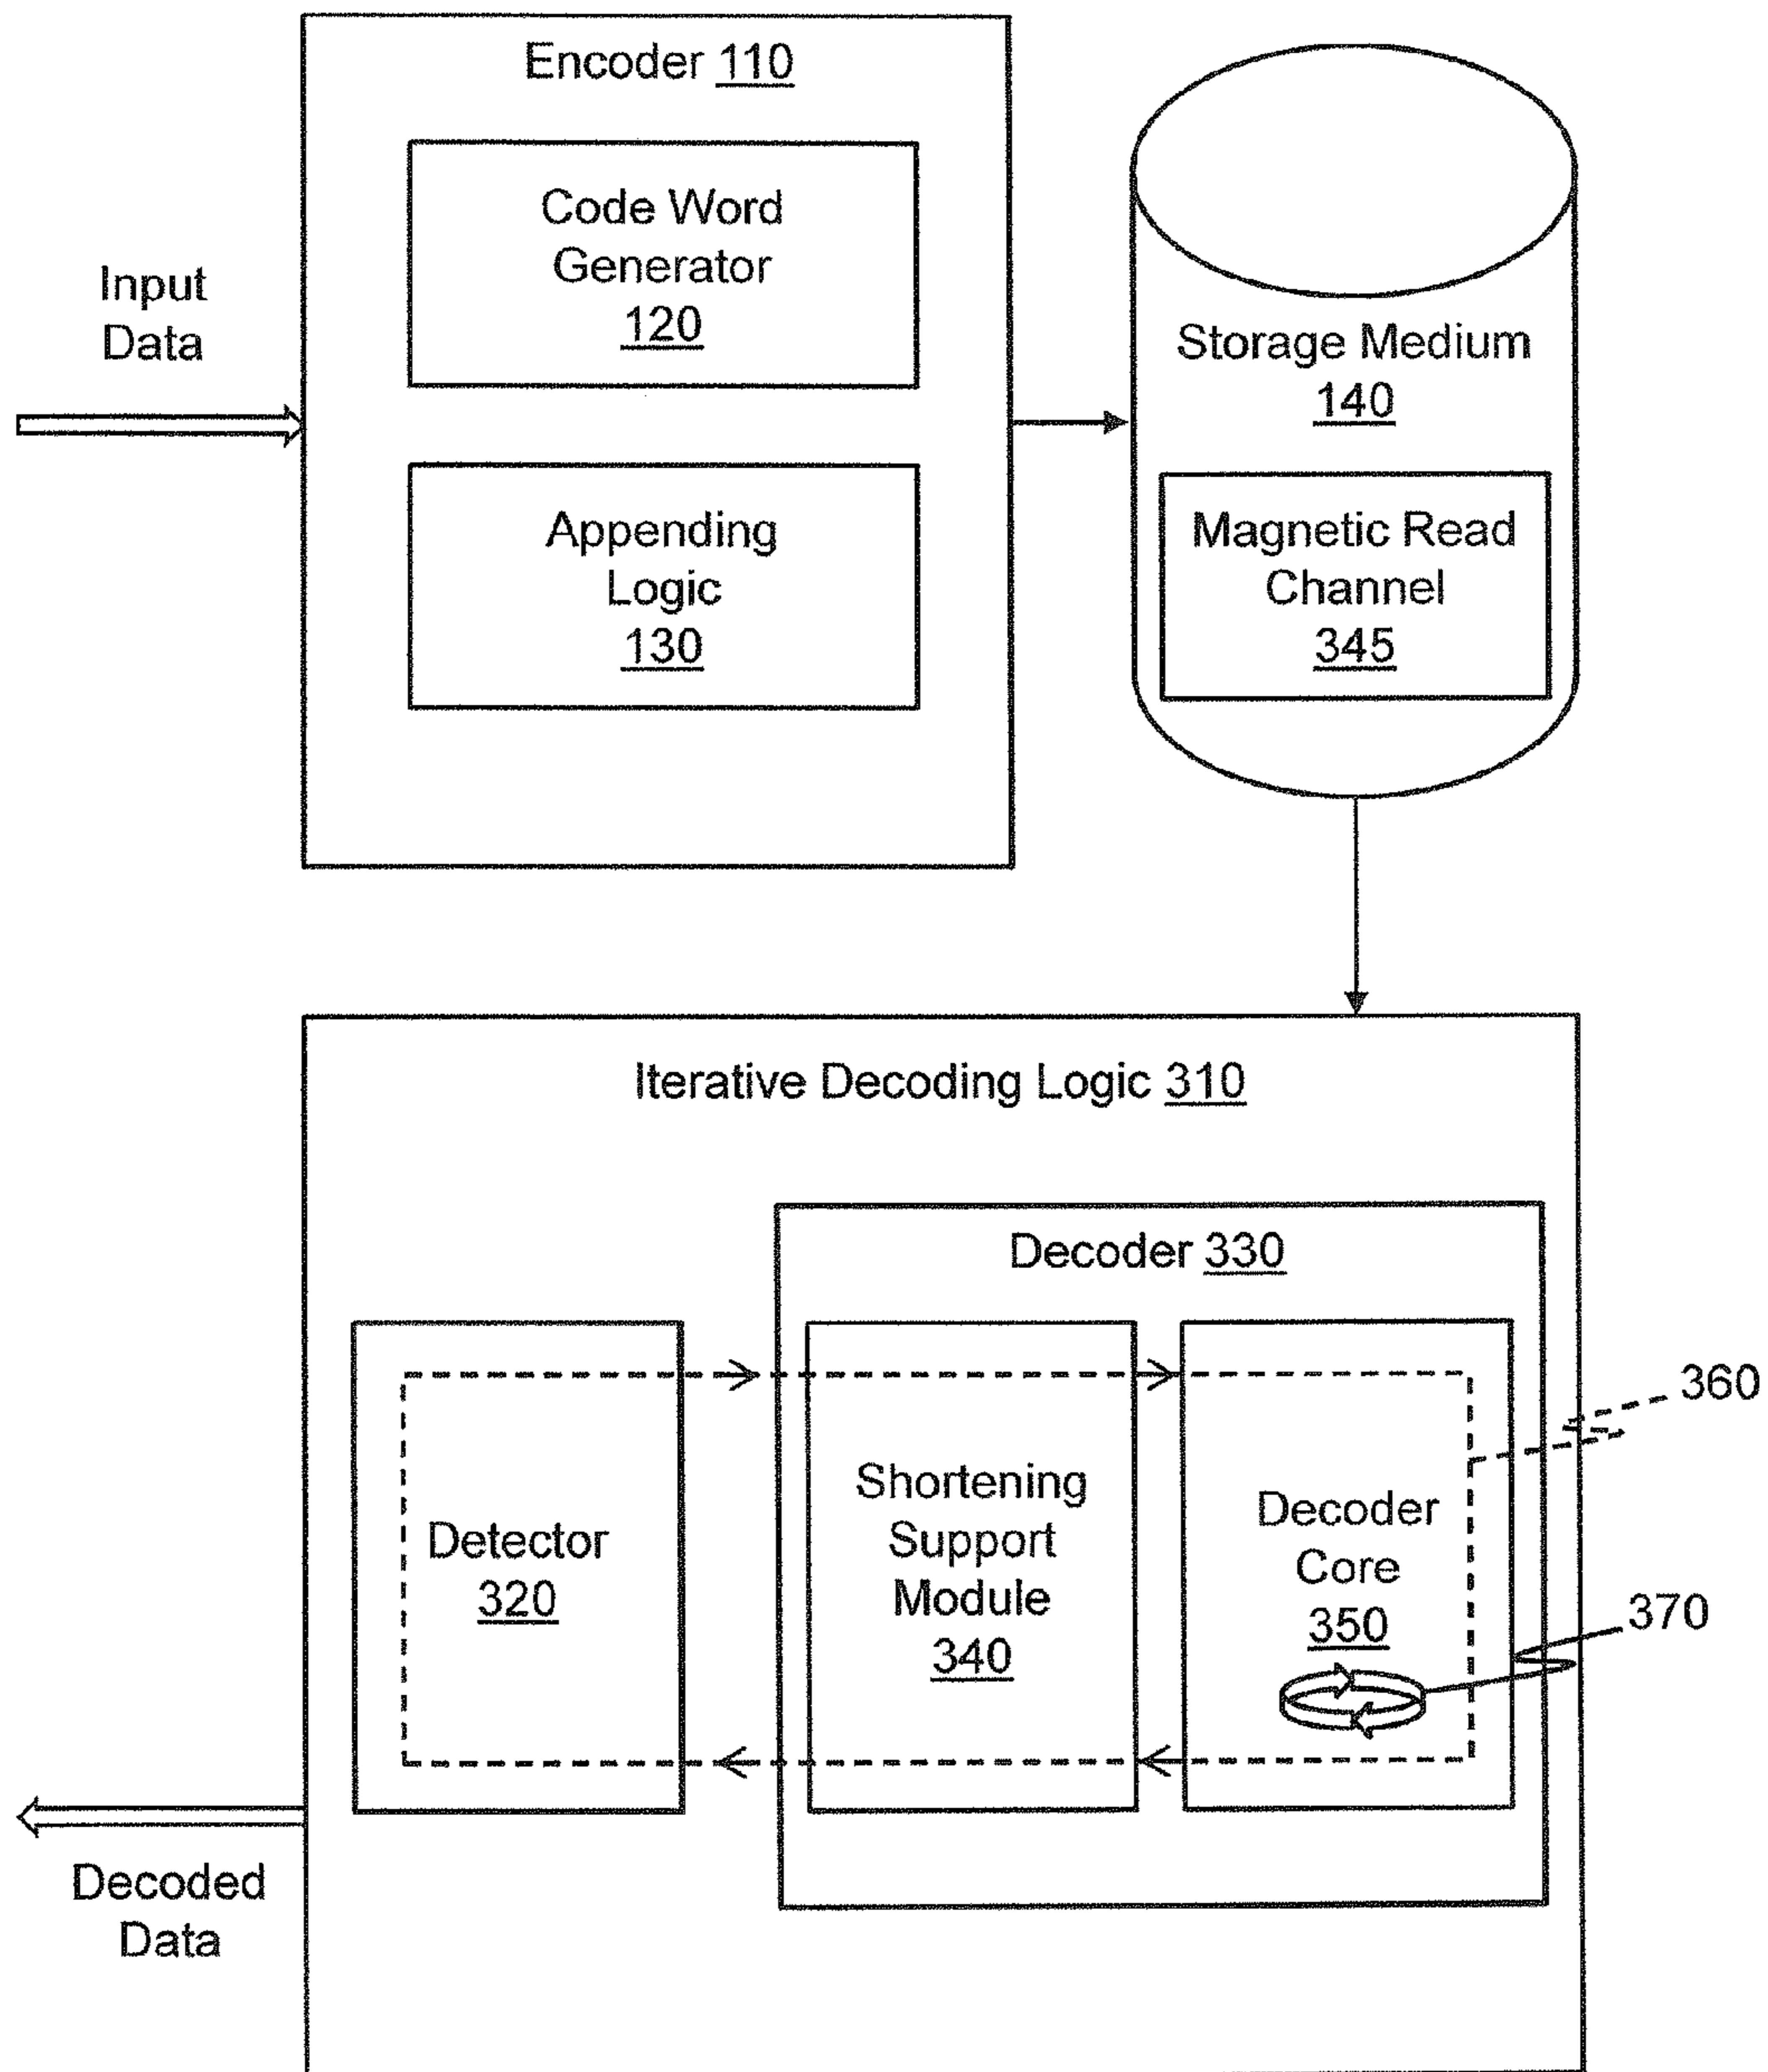 Encoder 110
Code Word
Generator
120
Input
Data
Appending
Logic
130
Storage Medium
140
Magnetic Read
Channel
345
Iterative Decoding Logic 310
Decoder 330
Detector
320
Shortening
Support
Module
340
Decoder
Core
350
360
370
Decoded
Data